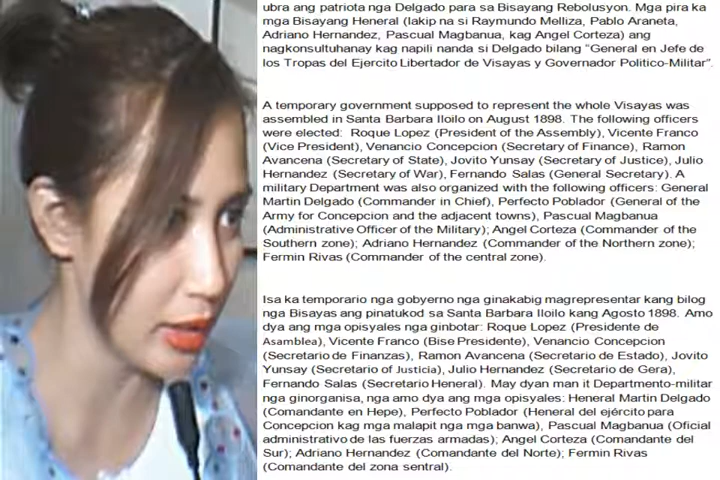 ubra ang patriota nga Delgado para sa Bisayang Rebolusyon. Mga pira ka
mga Bisayang Heneral (lakip na si Raymundo Melliza, Pablo Araneta,
Adriano Hernandez, Pascual Magbanua, kag Angel Corteza) ang
nagkonsultuhanay kag napili nanda si Delgado bilang "General en Jefe de
los Tropas del Ejercito Libertador de Visayas y Governador Politico-Militar".
A temporary government supposed to represent the whole Visayas was
assembled in Santa Barbara Iloilo on August 1898. The following officers
were elected: Roque Lopez (President of the Assembly), Vicente Franco
(Vice President), Venancio Concepcion (Secretary of Finance), Ramon
Avancena (Secretary of State), Jovito Yunsay (Secretary of Justice), Julio
Hernandez (Secretary of War), Fernando Salas (General Secretary). A
military Department was also organized with the following officers: General
Martin Delgado (Commander in Chief), Perfecto Poblador (General of the
Army for Concepcion and the adjacent towns), Pascual Magbanua
(Administrative Officer of the Military); Angel Corteza (Commander of the
Southern zone); Adriano Hernandez (Commander of the Northern zone);
Fermin Rivas (Commander of the central zone).
Isa ka temporario nga gobyerno nga ginakabig magrepresentar kang bilog
nga Bisayas ang pinatukod sa Santa Barbara Iloilo kang Agosto 1898. Amo
dya ang mga opisyales nga ginbotar: Roque Lopez (Presidente de
Asamblea), Vicente Franco (Bise Presidente), Venancio Concepcion
(Secretario de Finanzas), Ramon Avancena (Secretario de Estado), Jovito
Yunsay (Secretario of Justicia), Julio Hernandez (Secretario de Gera),
Fernando Salas (Secretario Heneral). May dyan man it Departmento-militar
nga ginorganisa, nga amo dya ang mga opisyales: Heneral Martin Delgado
(Comandante en Hepe), Perfecto Poblador (Heneral del ejército para
Concepcion kag mga malapit nga mga banwa), Pascual Magbanua (Oficial
administrativo de las fuerzas armadas); Angel Corteza (Comandante del
Sur); Adriano Hernandez (Comandante del Norte); Fermin Rivas
(Comandante del zona sentral).